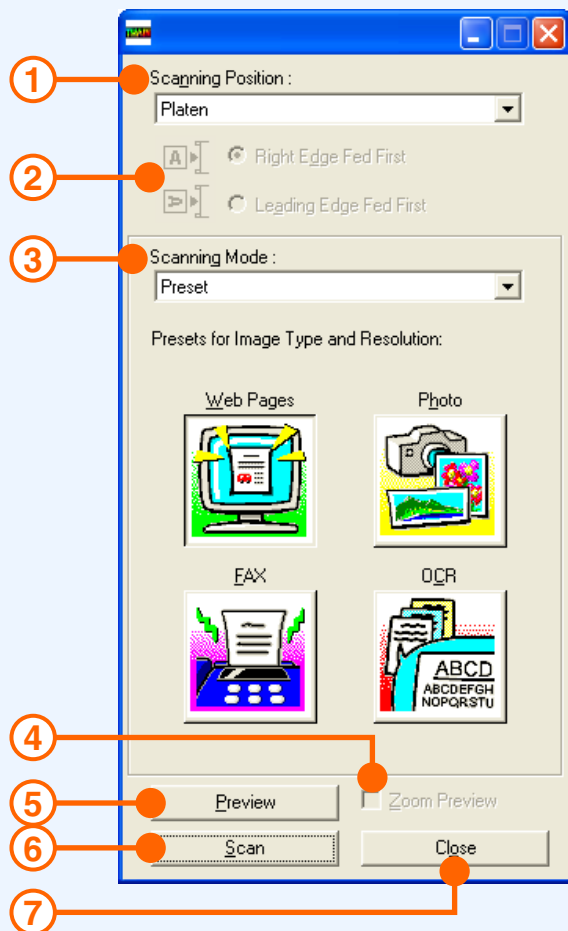 TWAIN
1
Scanning Position :
Platen
2
A
Right Edge Fed First
A
Leading Edge Fed First
3
Scanning Mode :
Preset
Presets for Image Type and Resolution:
Web Pages
Photo
FAX
OCR
ABCD
ABCDEFGH
NOPQRSTU
4
5
Preview
Zoom Preview
6
Scan
Close
7